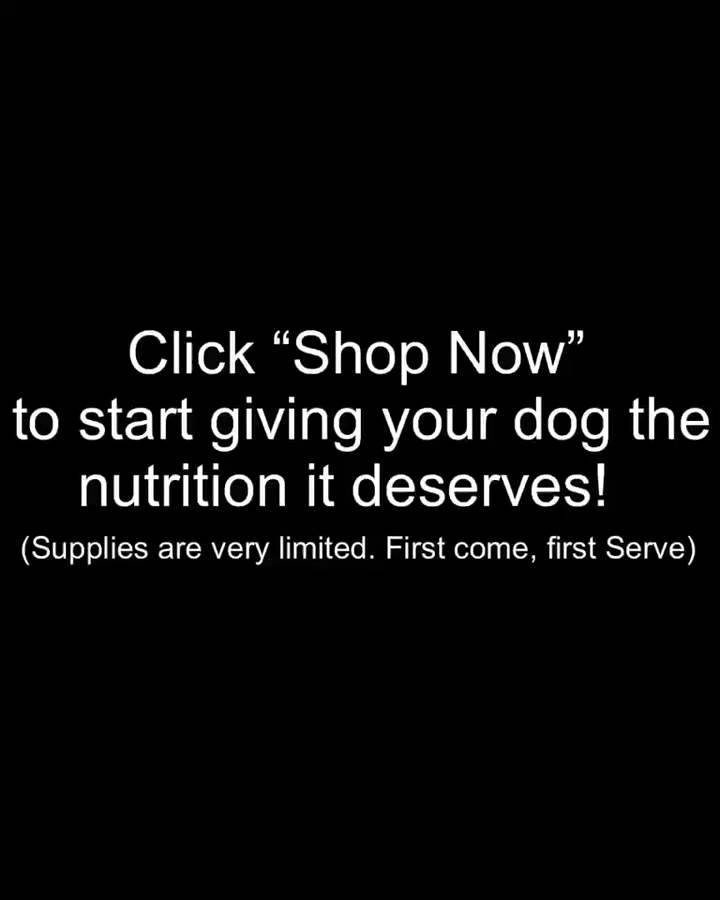 Click “Shop Now”
to start giving your dog the
nutrition it deserves!
(Supplies are very limited. First come, first Serve)